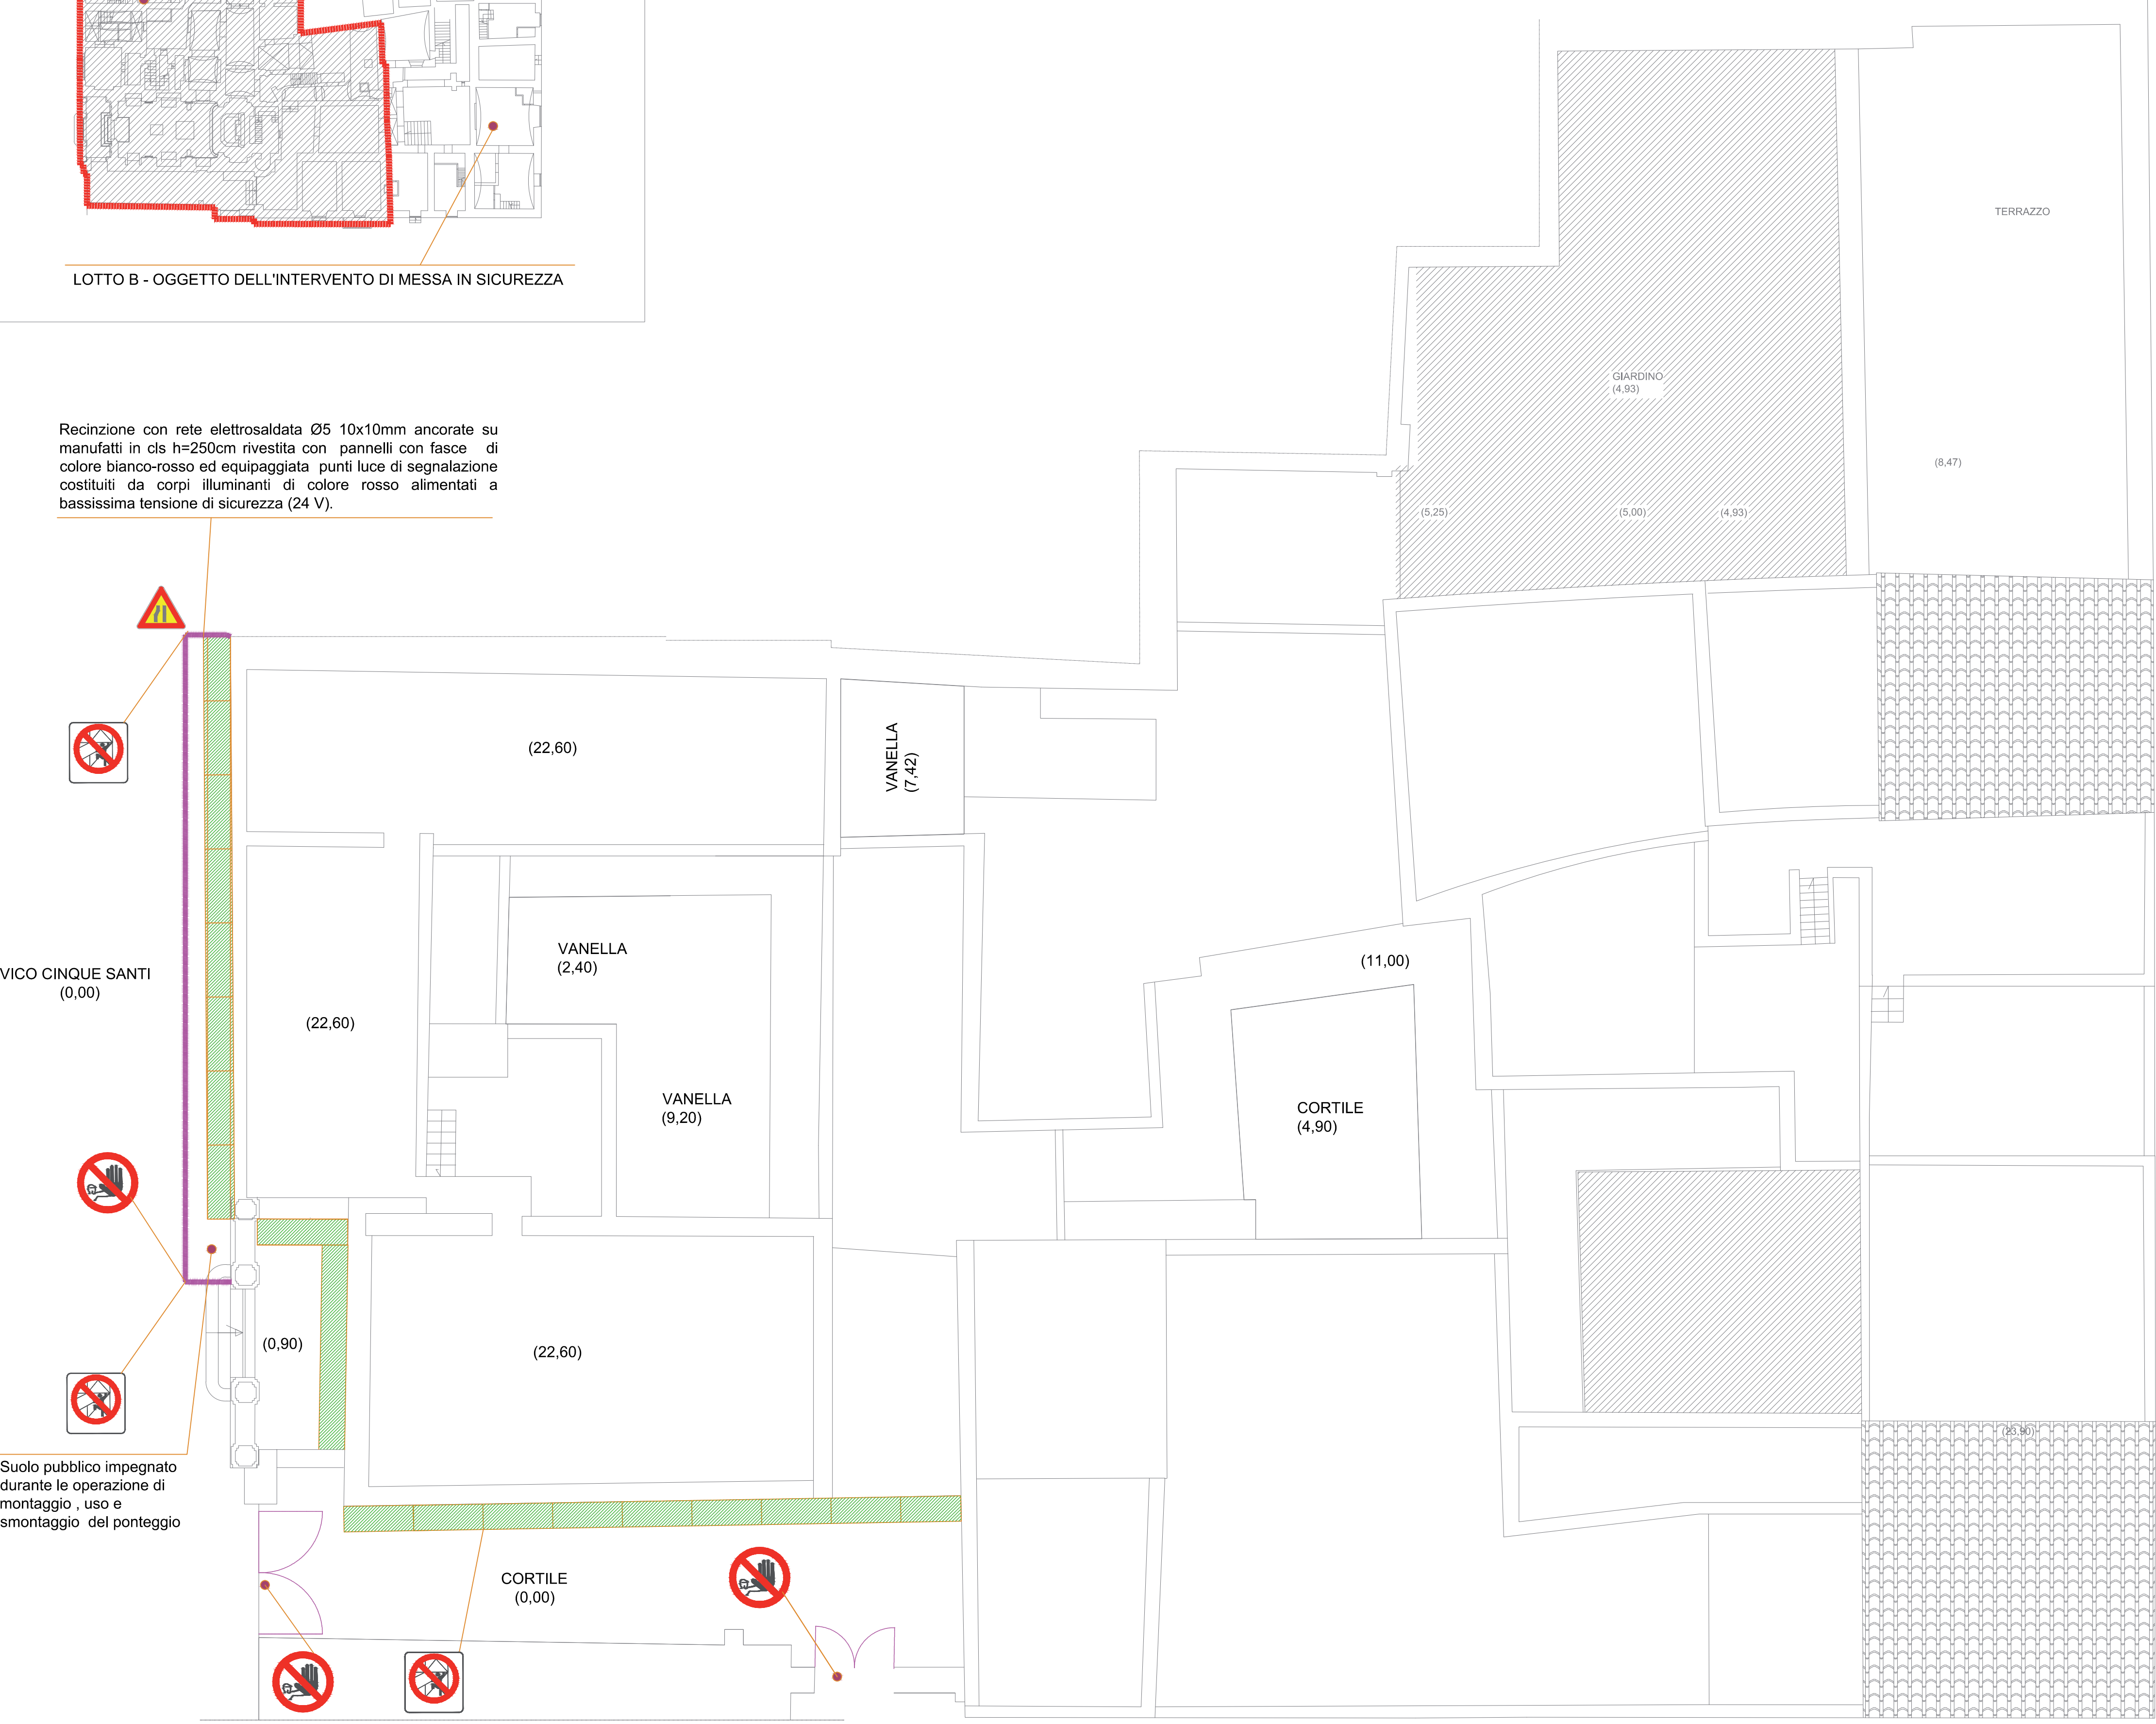 LOTTO B - OGGETTO DELL'INTERVENTO DI MESSA IN SICUREZZA
TERRAZZO
GIARDINO
(4,93)
Recinzione con rete elettrosaldata Ø5 10x10mm ancorate su
manufatti in cls h=250cm rivestita con pannelli con fasce di
colore bianco-rosso ed equipaggiata punti luce di segnalazione
costituiti da corpi illuminanti di colore rosso alimentati a
bassissima tensione di sicurezza (24 V).
(8,47)
(5,25)
(5,00)
(4,93)
(22,60)
VANELLA
(7,42)
VANELLA
(2,40)
(11,00)
VICO CINQUE SANTI
(0,00)
(22,60)
VANELLA
(9,20)
CORTILE
(4,90)
(0,90)
(22,60)
(23,90)
Suolo pubblico impegnato
durante le operazione di
montaggio , uso e
smontaggio del ponteggio
CORTILE
(0,00)